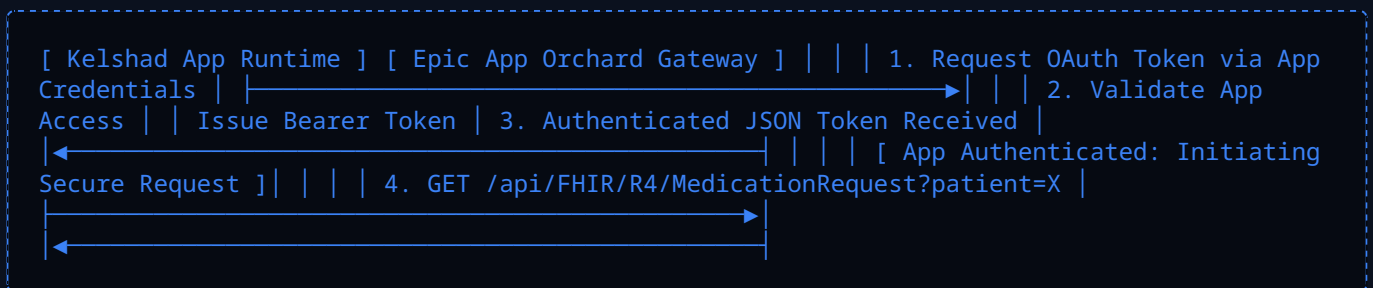 [ Kelshad App Runtime ] [ Epic App Orchard Gateway ] │ │ │ 1. Request OAuth Token via App
Credentials │ ├───────────────────────────────────────────────►│ │ │ 2. Validate App
Access │ │ Issue Bearer Token │ 3. Authenticated JSON Token Received │
│◄───────────────────────────────────────────────┤ │ │ │ [ App Authenticated: Initiating
Secure Request ]│ │ │ │ 4. GET /api/FHIR/R4/MedicationRequest?patient=X │
├───────────────────────────────────────────────►│
│◄───────────────────────────────────────────────┤